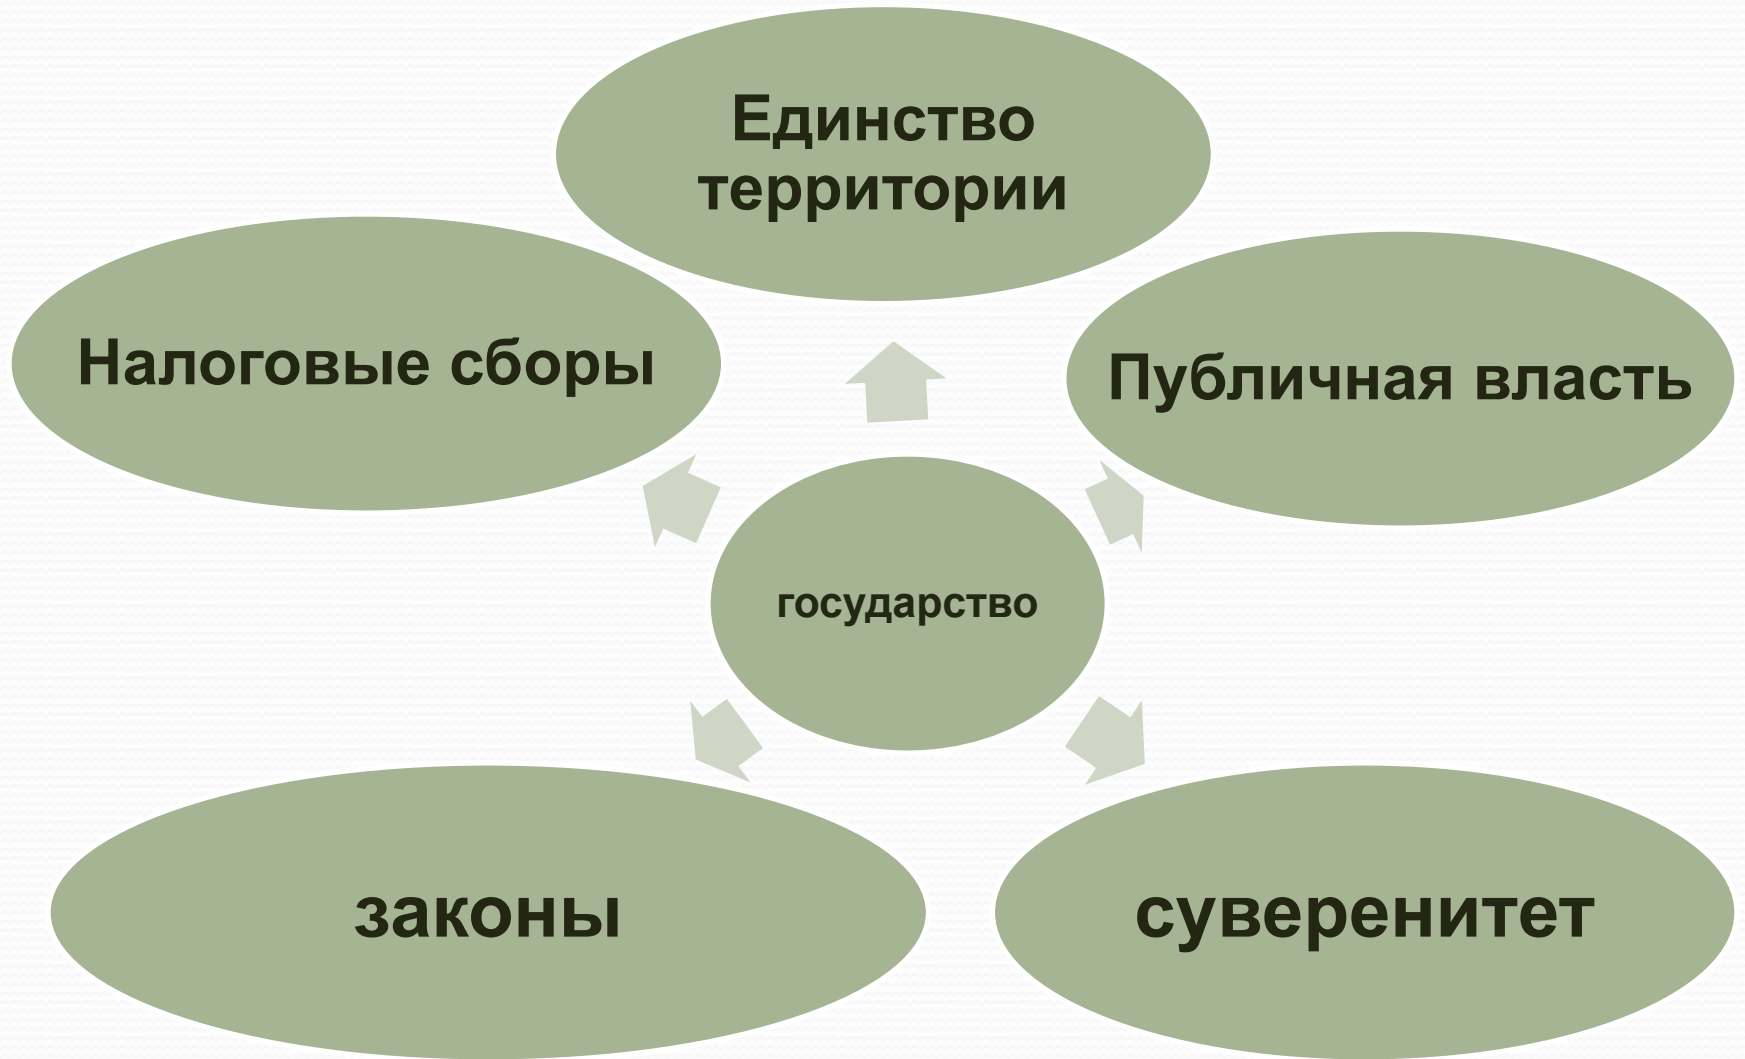 Единство
территории
Налоговые сборы
Публичная власть
государство
законы
суверенитет